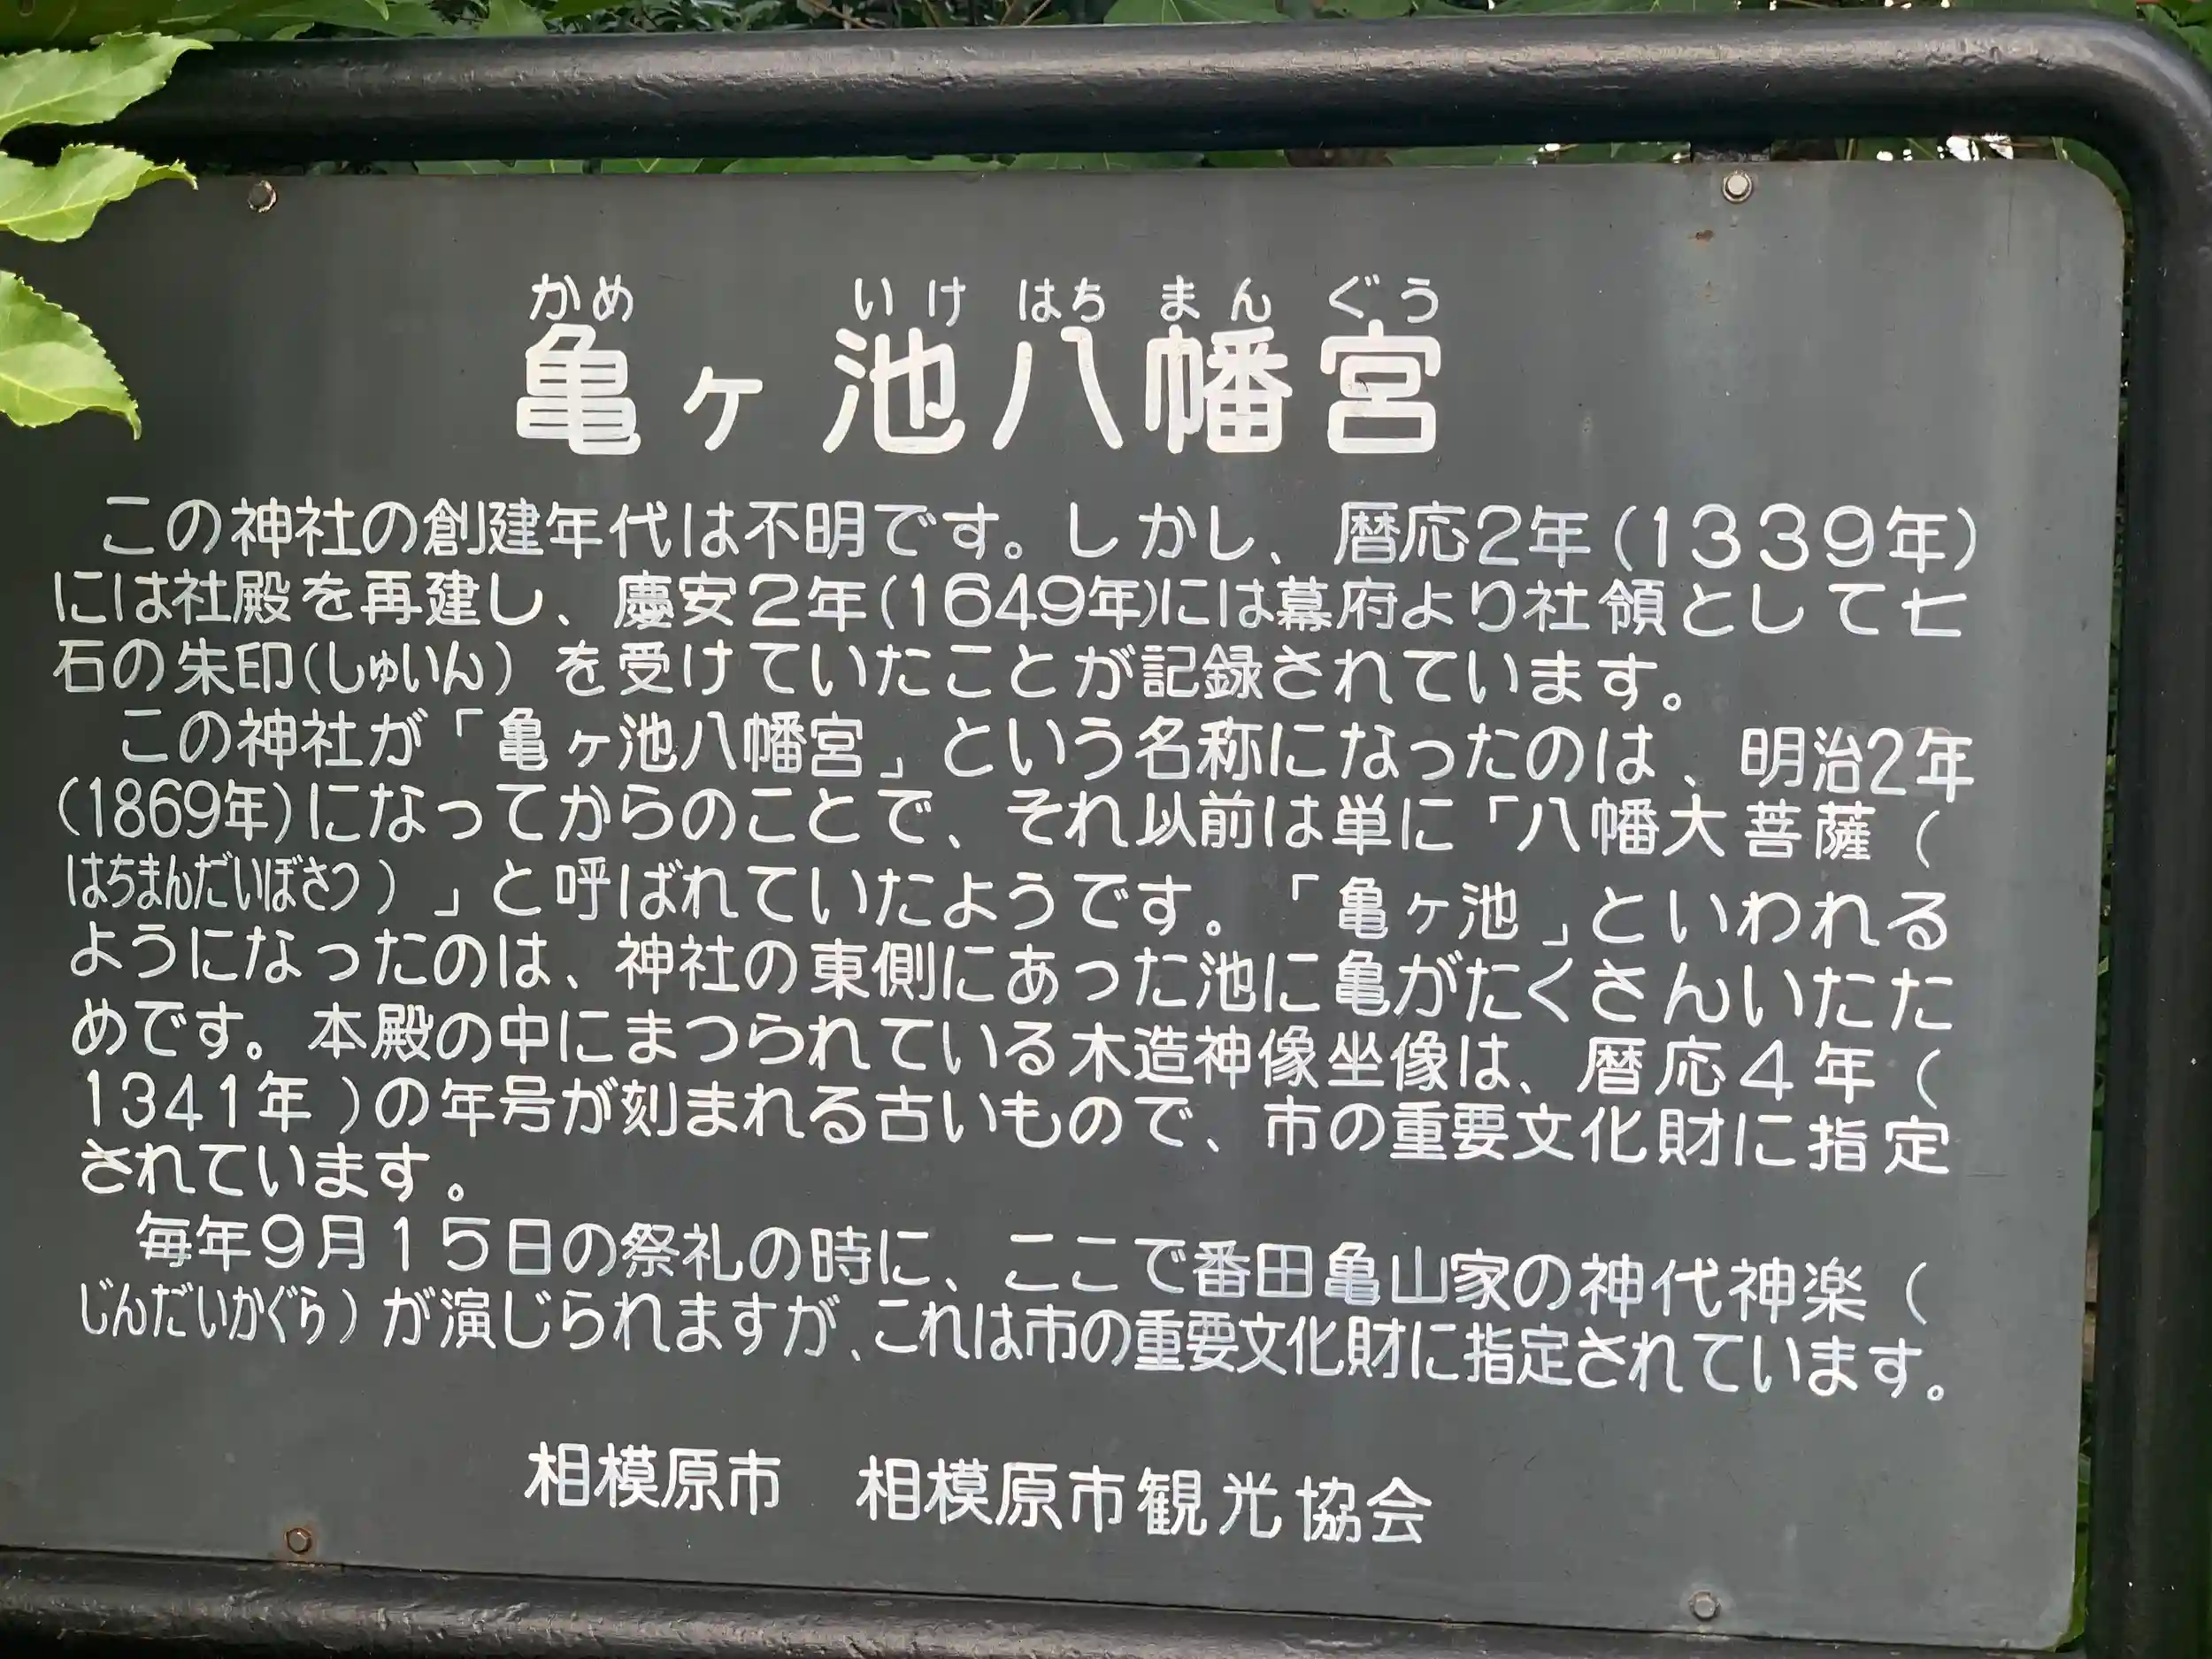 かめ いけ はち まん ぐう
亀ヶ池八幡宮
この神社の創建年代は不明です。しかし、暦応2年(1339年)
には社殿を再建し、慶安2年(1649年)には幕府より社領として七
石の朱印(しゅいん)を受けていたことが記録されています。
この神社が「亀ヶ池八幡宮」という名称になったのは、明治2年
(1869年)になってからのことで、それ以前は単に「八幡大菩薩(
はちまんだいぼさつ)」と呼ばれていたようです。「亀ヶ池」といわれる
ようになったのは、神社の東側にあった池に亀がたくさんいたた
めです。本殿の中にまつられている木造神像坐像は、暦応4年(
1341年)の年号が刻まれる古いもので、市の重要文化財に指定
されています。
毎年9月15日の祭礼の時に、ここで番田亀山家の神代神楽(
じんだいかぐら)が演じられますが、これは市の重要文化財に指定されています。
相模原市 相模原市観光協会